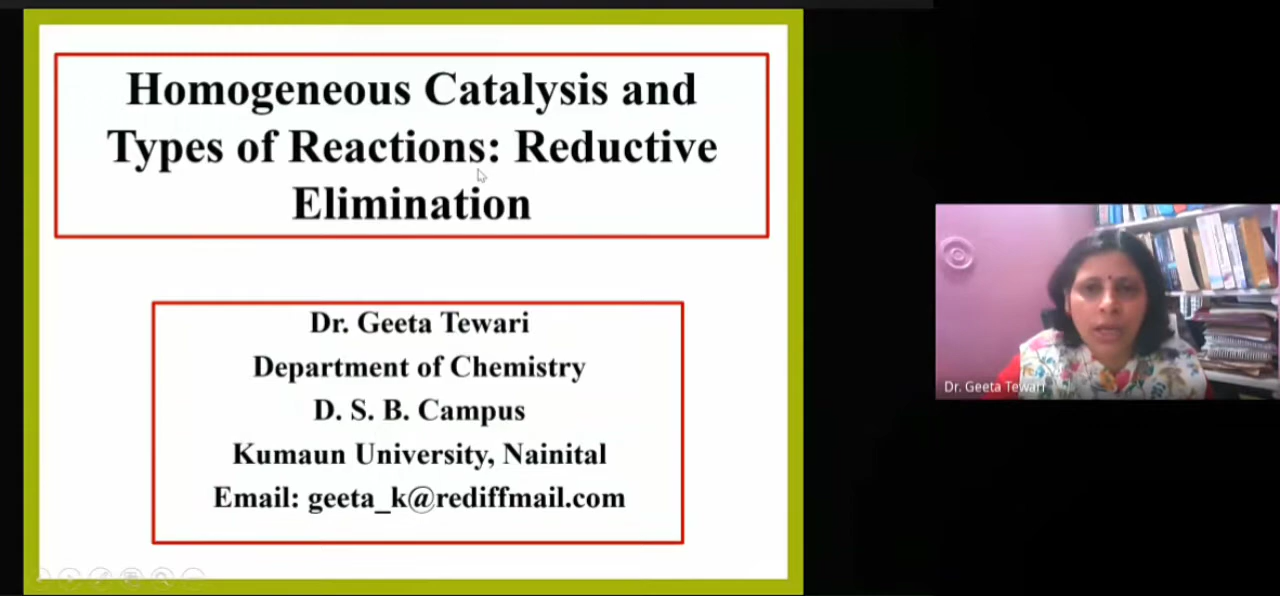 Homogeneous Catalysis and
Types of Reactions: Reductive
Elimination
Dr. Geeta Tewari
Department of Chemistry
D. S. B. Campus
Kumaun University, Nainital
Email: geeta_k@rediffmail.com
Dr. Geeta Tewari